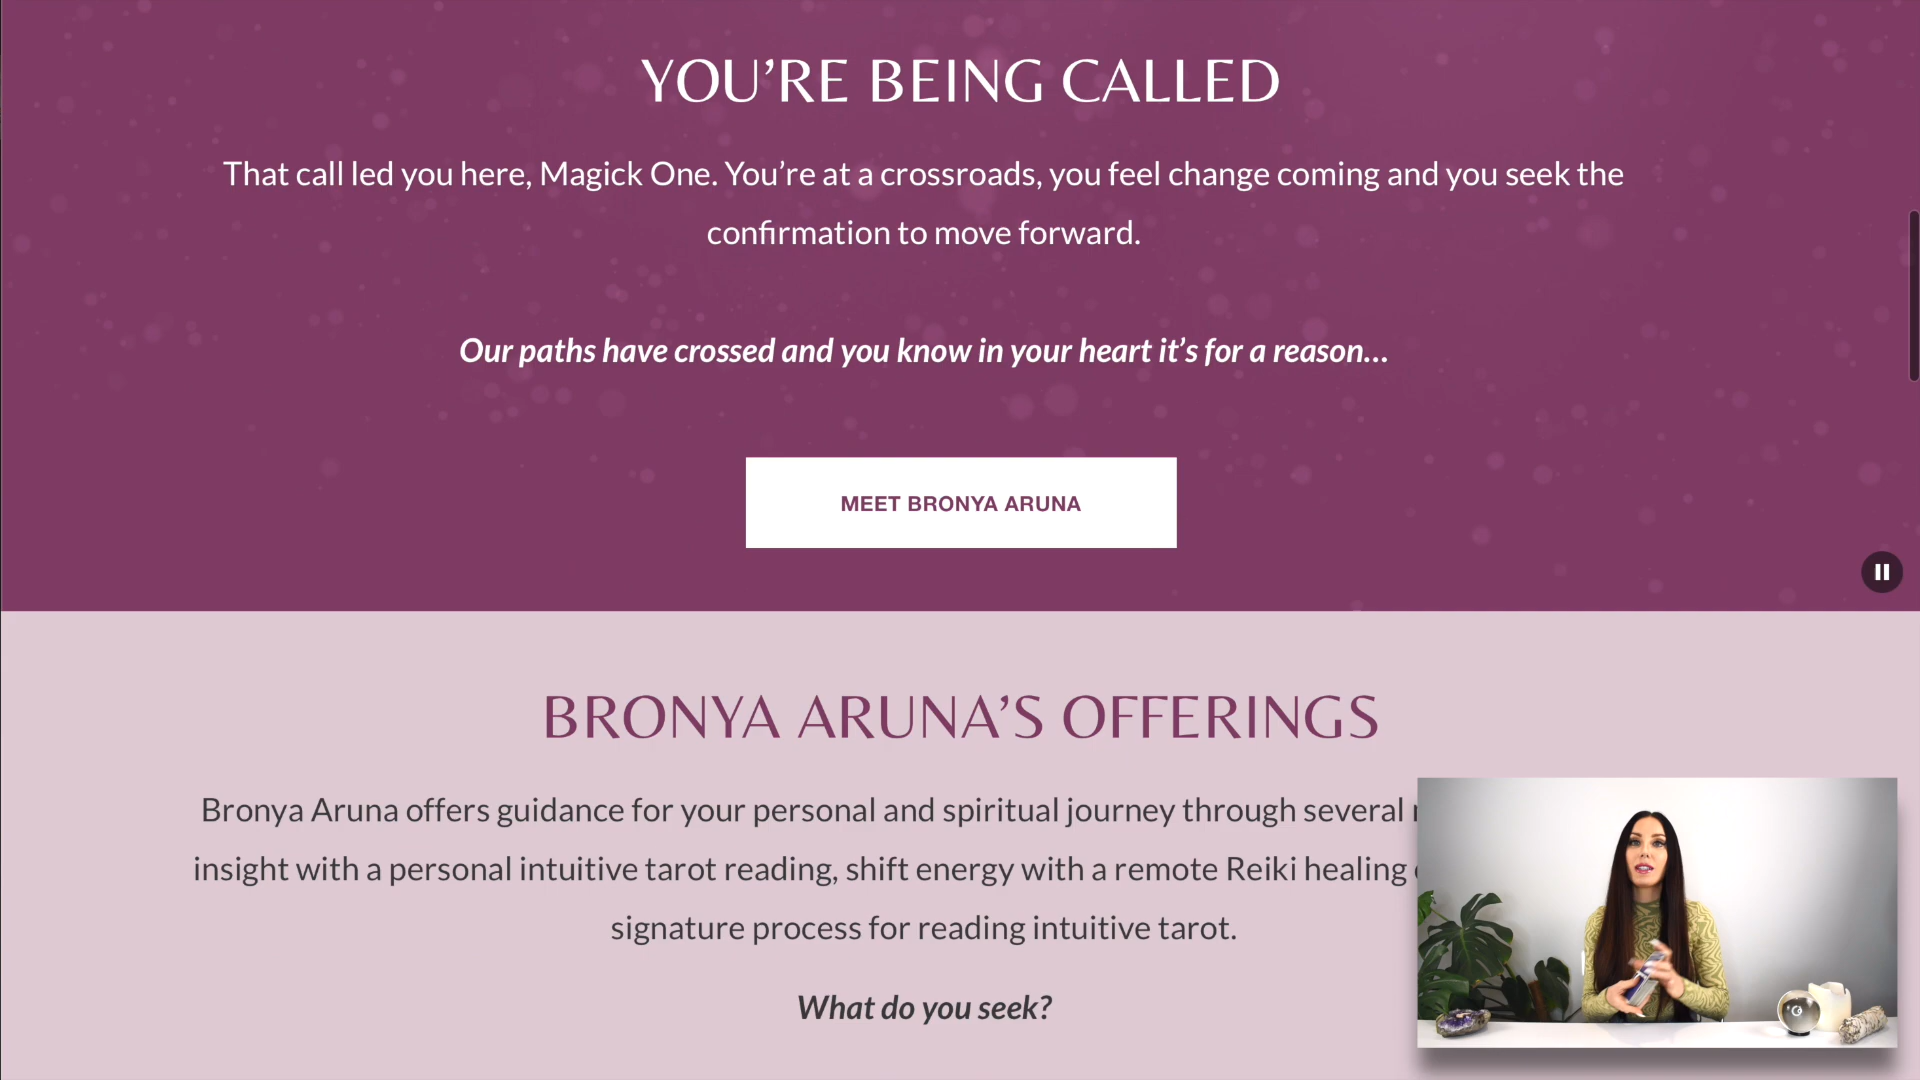 YOU’RE BEING CALLED
That call led you here, Magick One. You’re at a crossroads, you feel change coming and you seek the
confirmation to move forward.
Our paths have crossed and you know in your heart it’s for a reason...
MEET BRONYA ARUNA
BRONYA ARUNA’S OFFERINGS
Bronya Aruna offers guidance for your personal and spiritual journey through several
insight with a personal intuitive tarot reading, shift energy with a remote Reiki healing
signature process for reading intuitive tarot.
What do you seek?